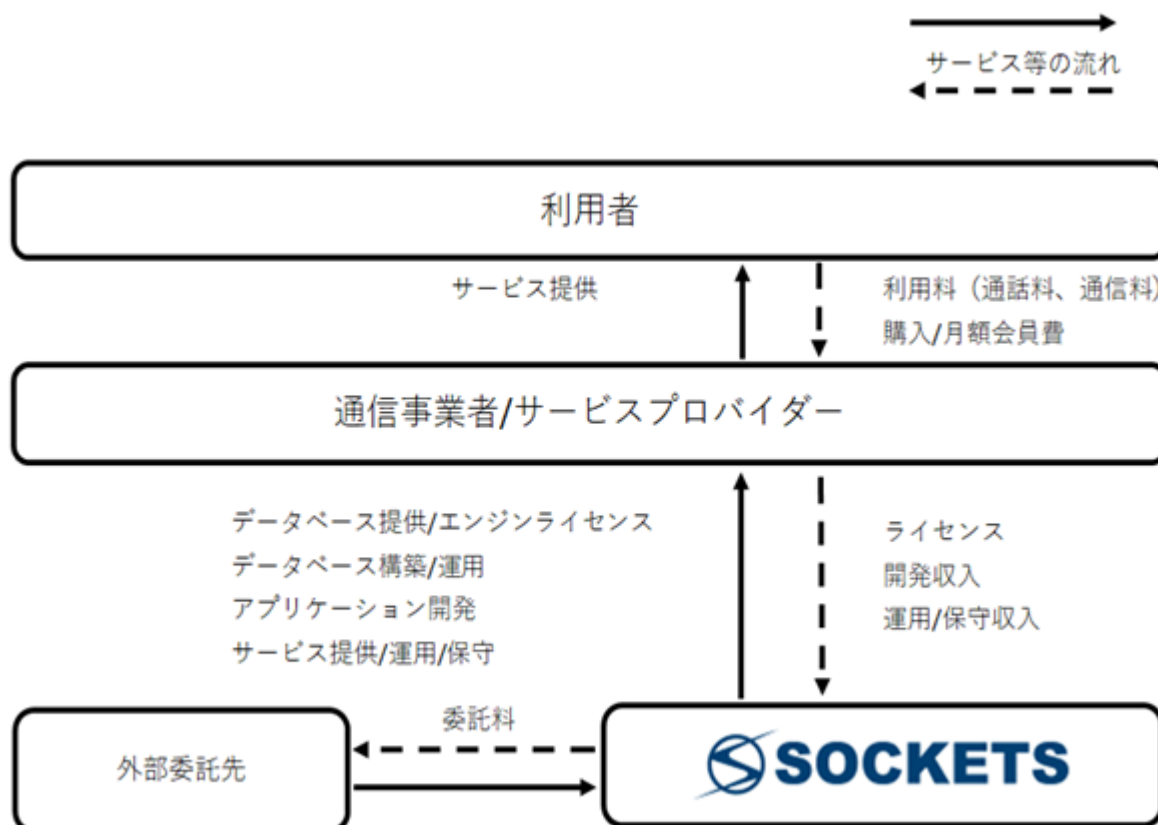 サービス等の流れ
利用者
サービス提供
利用料（通話料、通信料）
購入/月額会員費
通信事業者/サービスプロバイダー
データベース提供/エンジンライセンス
データベース構築/運用
アプリケーション開発
サービス提供/運用/保守
ライセンス
開発収入
運用/保守収入
委託料
外部委託先
SOCKETS